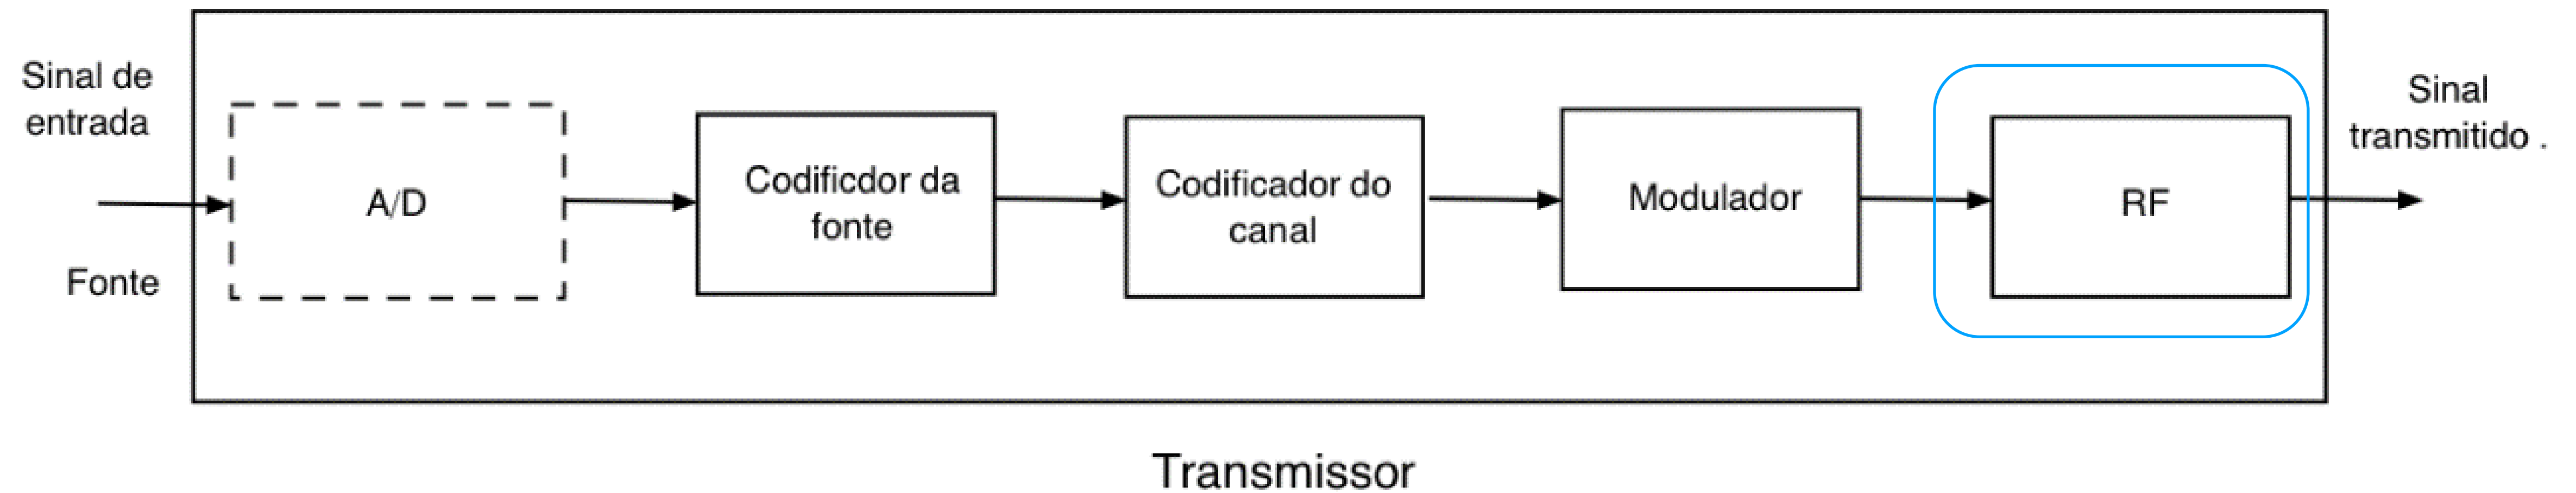 Sinal de
entrada
Fonte
A/D
Codificdor da
fonte
Codificador do
canal
Modulador
RF
Sinal
transmitido .
Transmissor